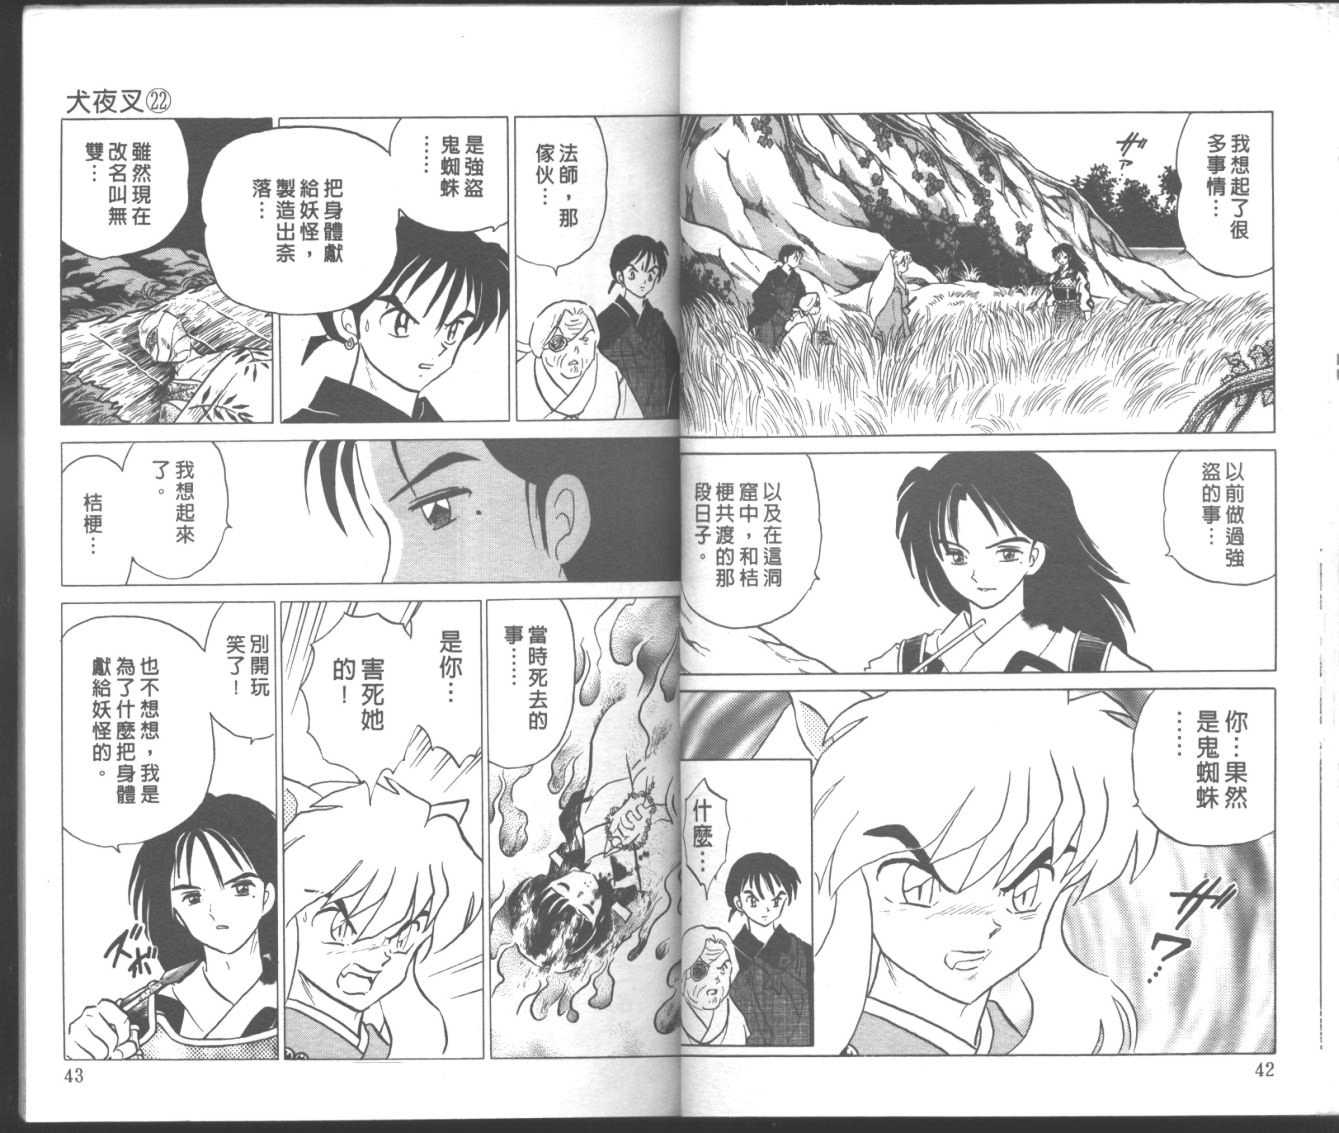 我想起了很
多事情…
ザ
ァ
以前做過強
盜的事…
以及在這洞
窟中，和桔
梗共渡的那
段日子。
你…果然
是鬼蜘蛛
……
ザ
ワ
…
什麼…
42
犬夜叉㉒
法師，那
傢伙…
是強盜
鬼蜘蛛
……
把身體獻
給妖怪，
製造出奈
落…
雖然現在
改名叫無
雙…
我想起來
了。
桔梗…
當時死去的
事……
是你…
害死她
的！
別開玩
笑了！
也不想想，我是
為了什麼把身體
獻給妖怪的。
ズ
ボ
43